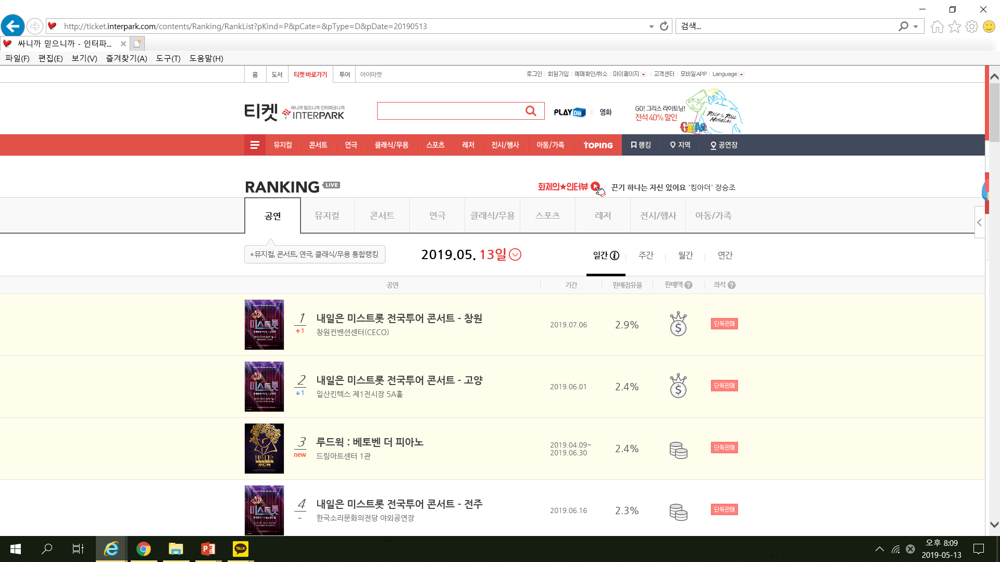 http://ticket.interpark.com/contents/Ranking/RankList?pKind=P&pCate=&pType=D&pDate=20190513
검색...
싸니까 믿으니까 - 인터파...
파일(F) 편집(E) 보기(V) 즐겨찾기(A) 도구(T) 도움말(H)
홈 도서 티켓 바로가기 투어 아이마켓
로그인 회원가입 예매확인/취소 마이페이지 고객센터 모바일APP Language
티켓 싸니까 믿으니까 인터파크니까
INTERPARK
PLAY DB 영화
GO! 그리스 라이트닝!
전석 40% 할인
GREASE
ROCK & ROLL
MUSICAL
뮤지컬 콘서트 연극 클래식/무용 스포츠 레저 전시/행사 아동/가족 TOPING 랭킹 지역 공연장
RANKING LIVE
화제의★인터뷰 끈기 하나는 자신 있어요 '킹아더' 장승조
공연 뮤지컬 콘서트 연극 클래식/무용 스포츠 레저 전시/행사 아동/가족
*뮤지컬, 콘서트, 연극, 클래식/무용 통합랭킹
2019.05. 13일
일간 주간 월간 연간
공연 기간 판매점유율 판매액 좌석
미스트롯
1
1
내일은 미스트롯 전국투어 콘서트 - 창원
창원컨벤션센터(CECO)
2019.07.06
2.9%
단독판매
미스트롯
2
1
내일은 미스트롯 전국투어 콘서트 - 고양
일산킨텍스 제1전시장 5A홀
2019.06.01
2.4%
단독판매
루드윅
3
new
루드윅 : 베토벤 더 피아노
드림아트센터 1관
2019.04.09~
2019.06.30
2.4%
단독판매
미스트롯
4
-
내일은 미스트롯 전국투어 콘서트 - 전주
한국소리문화의전당 야외공연장
2019.06.16
2.3%
단독판매
TALK
오후 8:09
2019-05-13